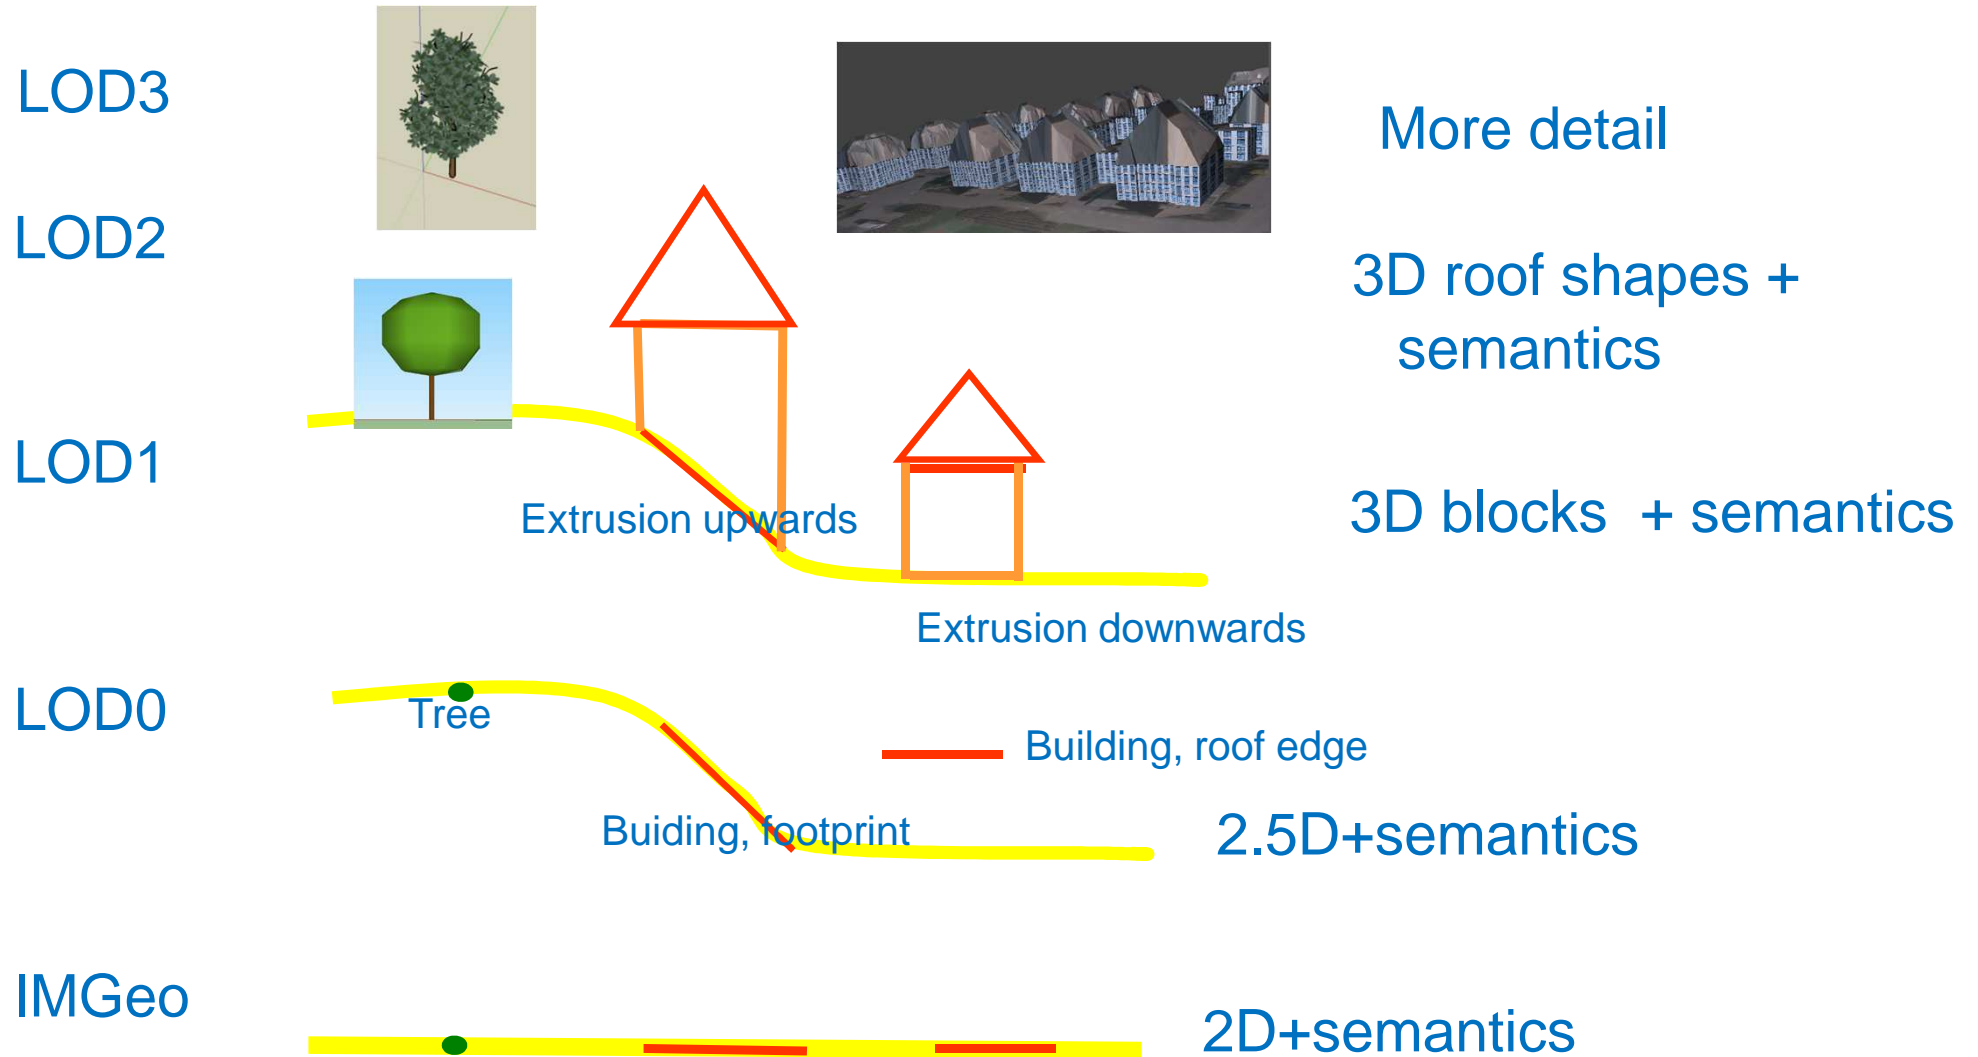 LOD3
More detail
LOD2
3D roof shapes +
semantics
LOD1
3D blocks + semantics
Extrusion upwards
Extrusion downwards
LOD0
Tree
Building, roof edge
Buiding, footprint
2.5D+semantics
IMGeo
2D+semantics